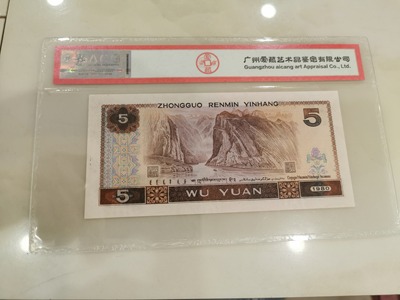 广州爱藏艺术品鉴定有限公司
Guangzhou aicang art Appraisal Co., Ltd.
ZHONGGUO RENMIN YINHANG
5
5
5
WU YUAN
1980